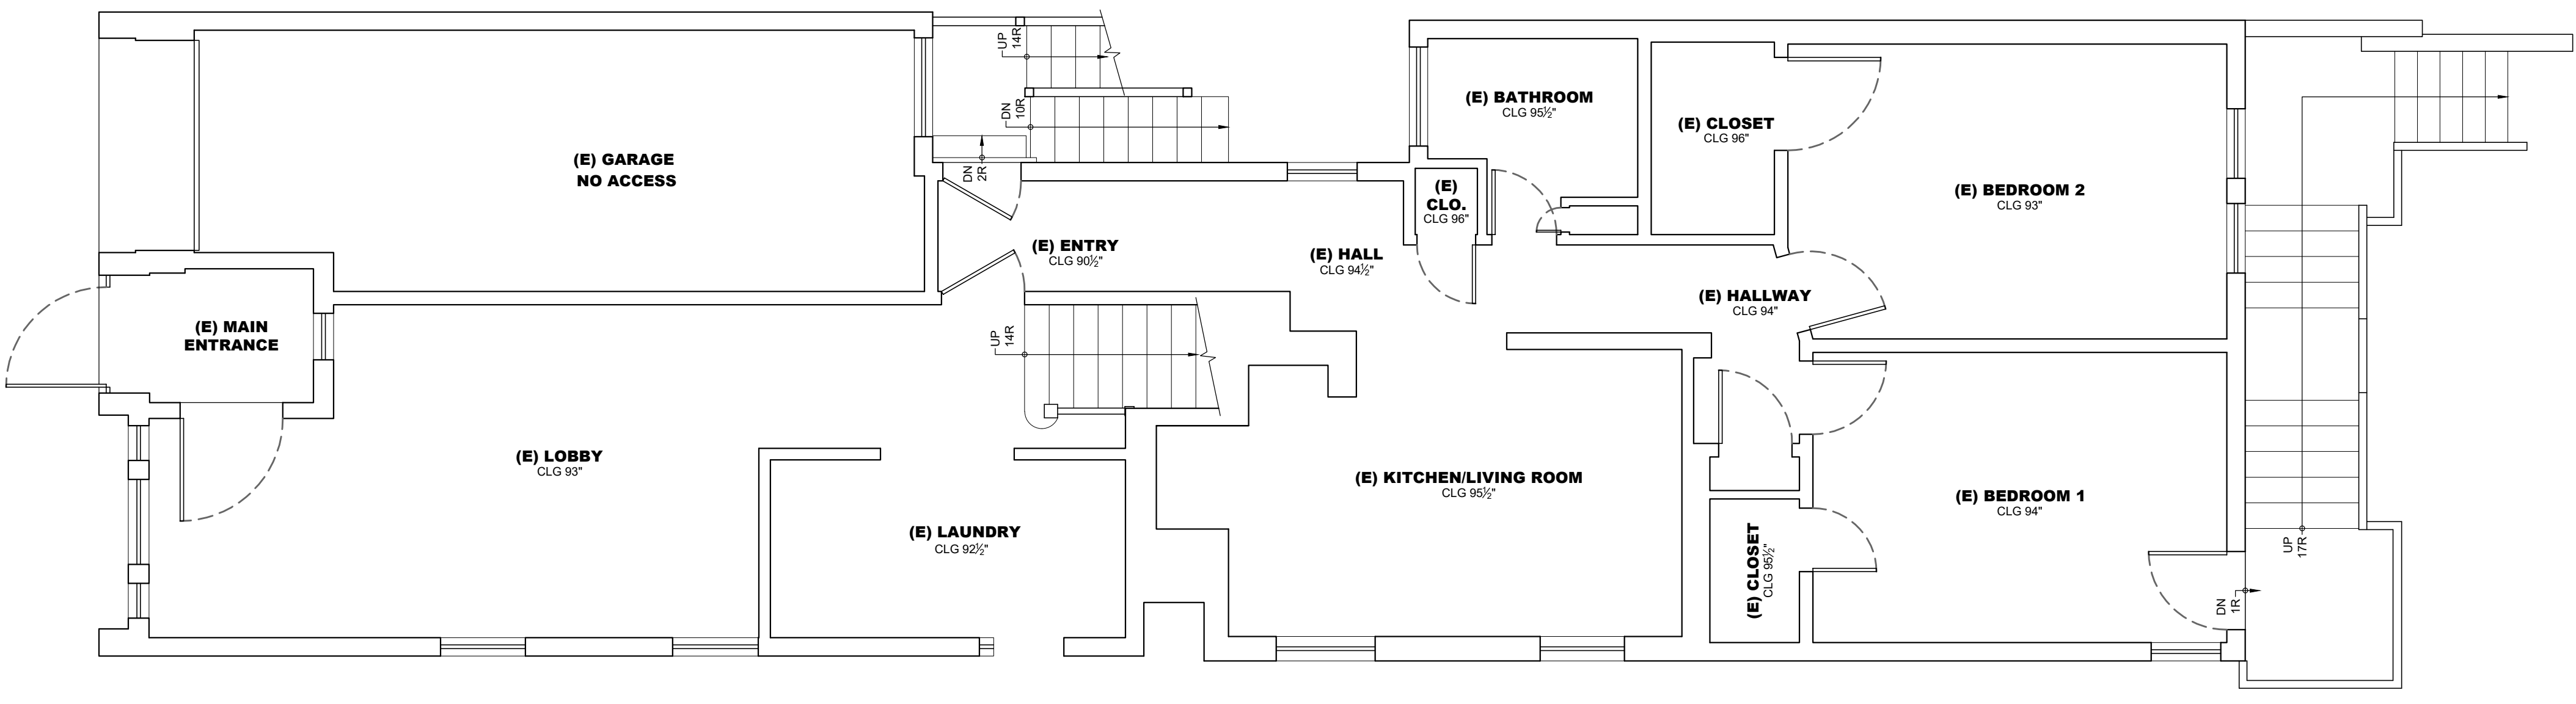 UP
14R
DN
10R
DN
2R
(E) BATHROOM
CLG 95½"
(E) CLOSET
CLG 96"
(E) GARAGE
NO ACCESS
(E)
CLO.
CLG 96"
(E) BEDROOM 2
CLG 93"
(E) ENTRY
CLG 90½"
(E) HALL
CLG 94½"
(E) HALLWAY
CLG 94"
(E) MAIN
ENTRANCE
UP
14R
(E) LOBBY
CLG 93"
(E) LAUNDRY
CLG 92½"
(E) KITCHEN/LIVING ROOM
CLG 95½"
(E) CLOSET
CLG 95½"
(E) BEDROOM 1
CLG 94"
UP
17R
DN
1R